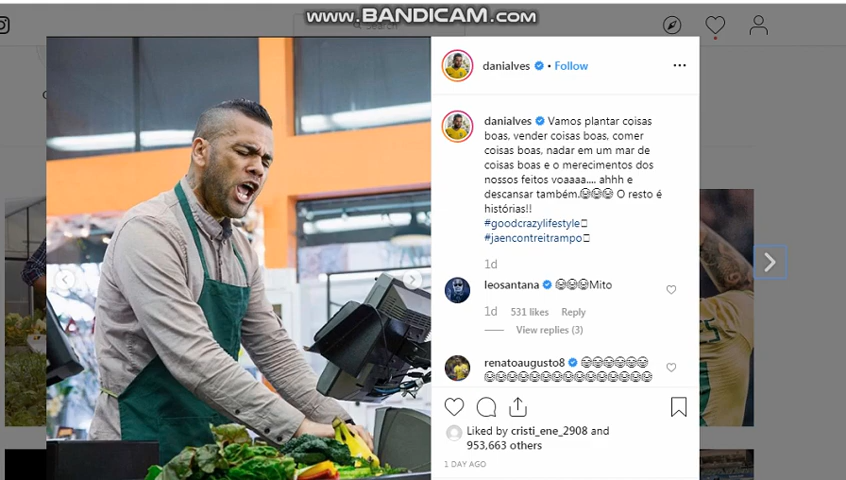 www.BANDICAM.com
Search
danialves • Follow
danialves Vamos plantar coisas
boas, vender coisas boas, comer
coisas boas, nadar em um mar de
coisas boas e o merecimentos dos
nossos feitos voaaaa.... ahhh e
descansar também.😂😂😂 O resto é
histórias!!
#goodcrazylifestyle
#jaencontreitrampo
1d
leosantana 😂😂😂Mito
1d 531 likes Reply
View replies (3)
renatoaugusto8 😂😂😂😂😂😂
😂😂😂😂😂😂😂😂😂😂😂😂😂😂
Liked by cristi_ene_2908 and
953,663 others
1 DAY AGO